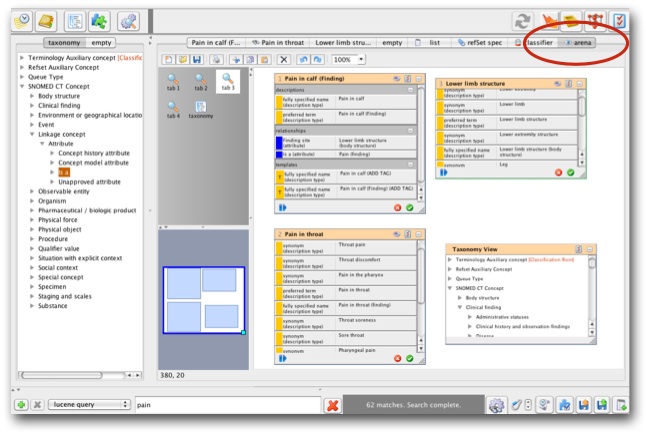 taxonomy
empty
Pain in calf (F...
Pain in throat
Lower limb stru...
empty
list
refSet spec
classifier
arena
Terminology Auxiliary concept [Classific
Refset Auxiliary Concept
Queue Type
SNOMED CT Concept
Body structure
Clinical finding
Environment or geographical locatio
Event
Linkage concept
Attribute
Concept history attribute
Concept model attribute
Is a
Unapproved attribute
Observable entity
Organism
Pharmaceutical / biologic product
Physical force
Physical object
Procedure
Qualifier value
Situation with explicit context
Social context
Special concept
Specimen
Staging and scales
Substance
100%
tab 1
tab 2
tab 3
tab 4
taxonomy
380, 20
1 Pain in calf (Finding)
descriptions
fully specified name (description type)
Pain in calf
preferred term (description type)
Pain in calf (Finding)
relationships
Finding site (attribute)
Lower limb structure (body structure)
Is a (attribute)
Pain (finding)
templates
fully specified name (description type)
Pain in calf (ADD TAG)
fully specified name (description type)
Pain in calf (Finding) (ADD TAG)
3 Lower limb structure
synonym (description type)
Lower extremity
synonym (description type)
Lower limb
preferred term (description type)
Lower limb structure
synonym (description type)
Lower extremity structure
fully specified name (description type)
Lower limb structure (body structure)
synonym
Leg
2 Pain in throat
synonym (description type)
Throat pain
synonym (description type)
Throat discomfort
synonym (description type)
Pain in the pharynx
preferred term (description type)
Pain in throat
fully specified name (description type)
Pain in throat (finding)
synonym (description type)
Throat soreness
synonym (description type)
Sore throat
synonym
Pharyngeal pain
Taxonomy View
Terminology Auxiliary concept [Classification Root]
Refset Auxiliary Concept
Queue Type
SNOMED CT Concept
Body structure
Clinical finding
Administrative statuses
Clinical history and observation findings
Disease
lucene query
pain
62 matches. Search complete.